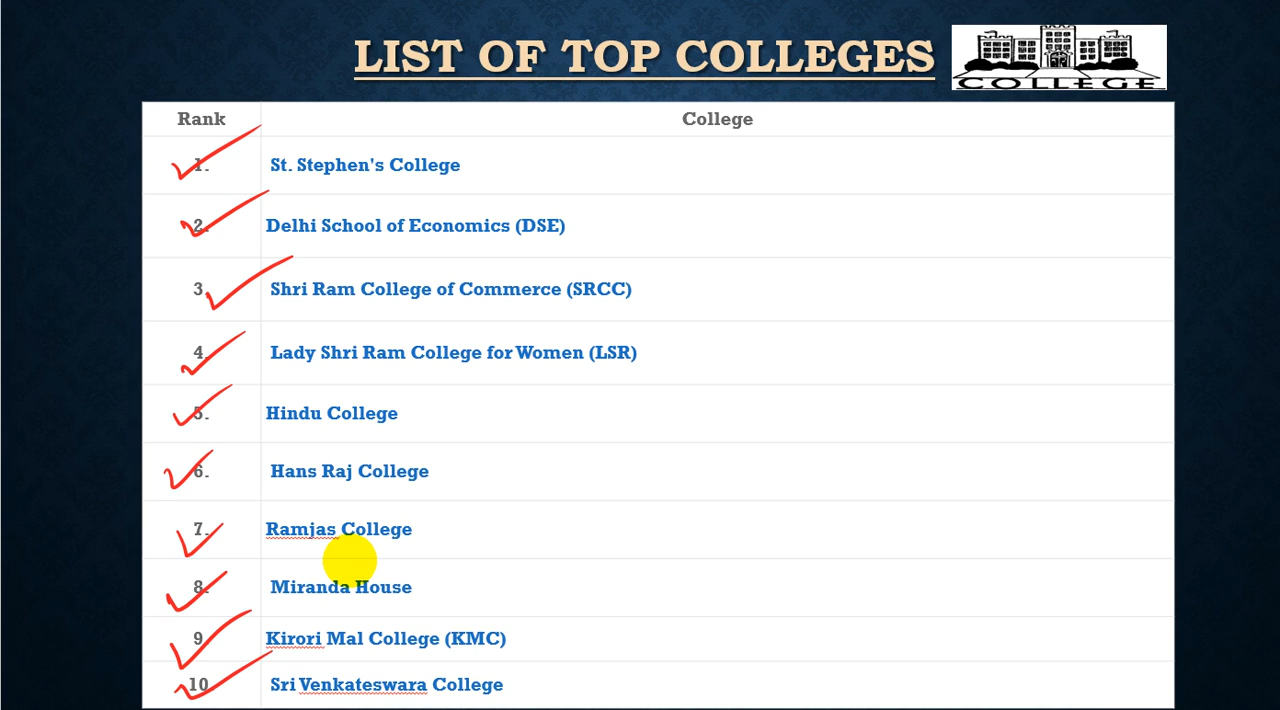 LIST OF TOP COLLEGES
COLLEGE
Rank College
1. St. Stephen's College
2. Delhi School of Economics (DSE)
3. Shri Ram College of Commerce (SRCC)
4. Lady Shri Ram College for Women (LSR)
5. Hindu College
6. Hans Raj College
7. Ramjas College
8. Miranda House
9 Kirori Mal College (KMC)
10 Sri Venkateswara College